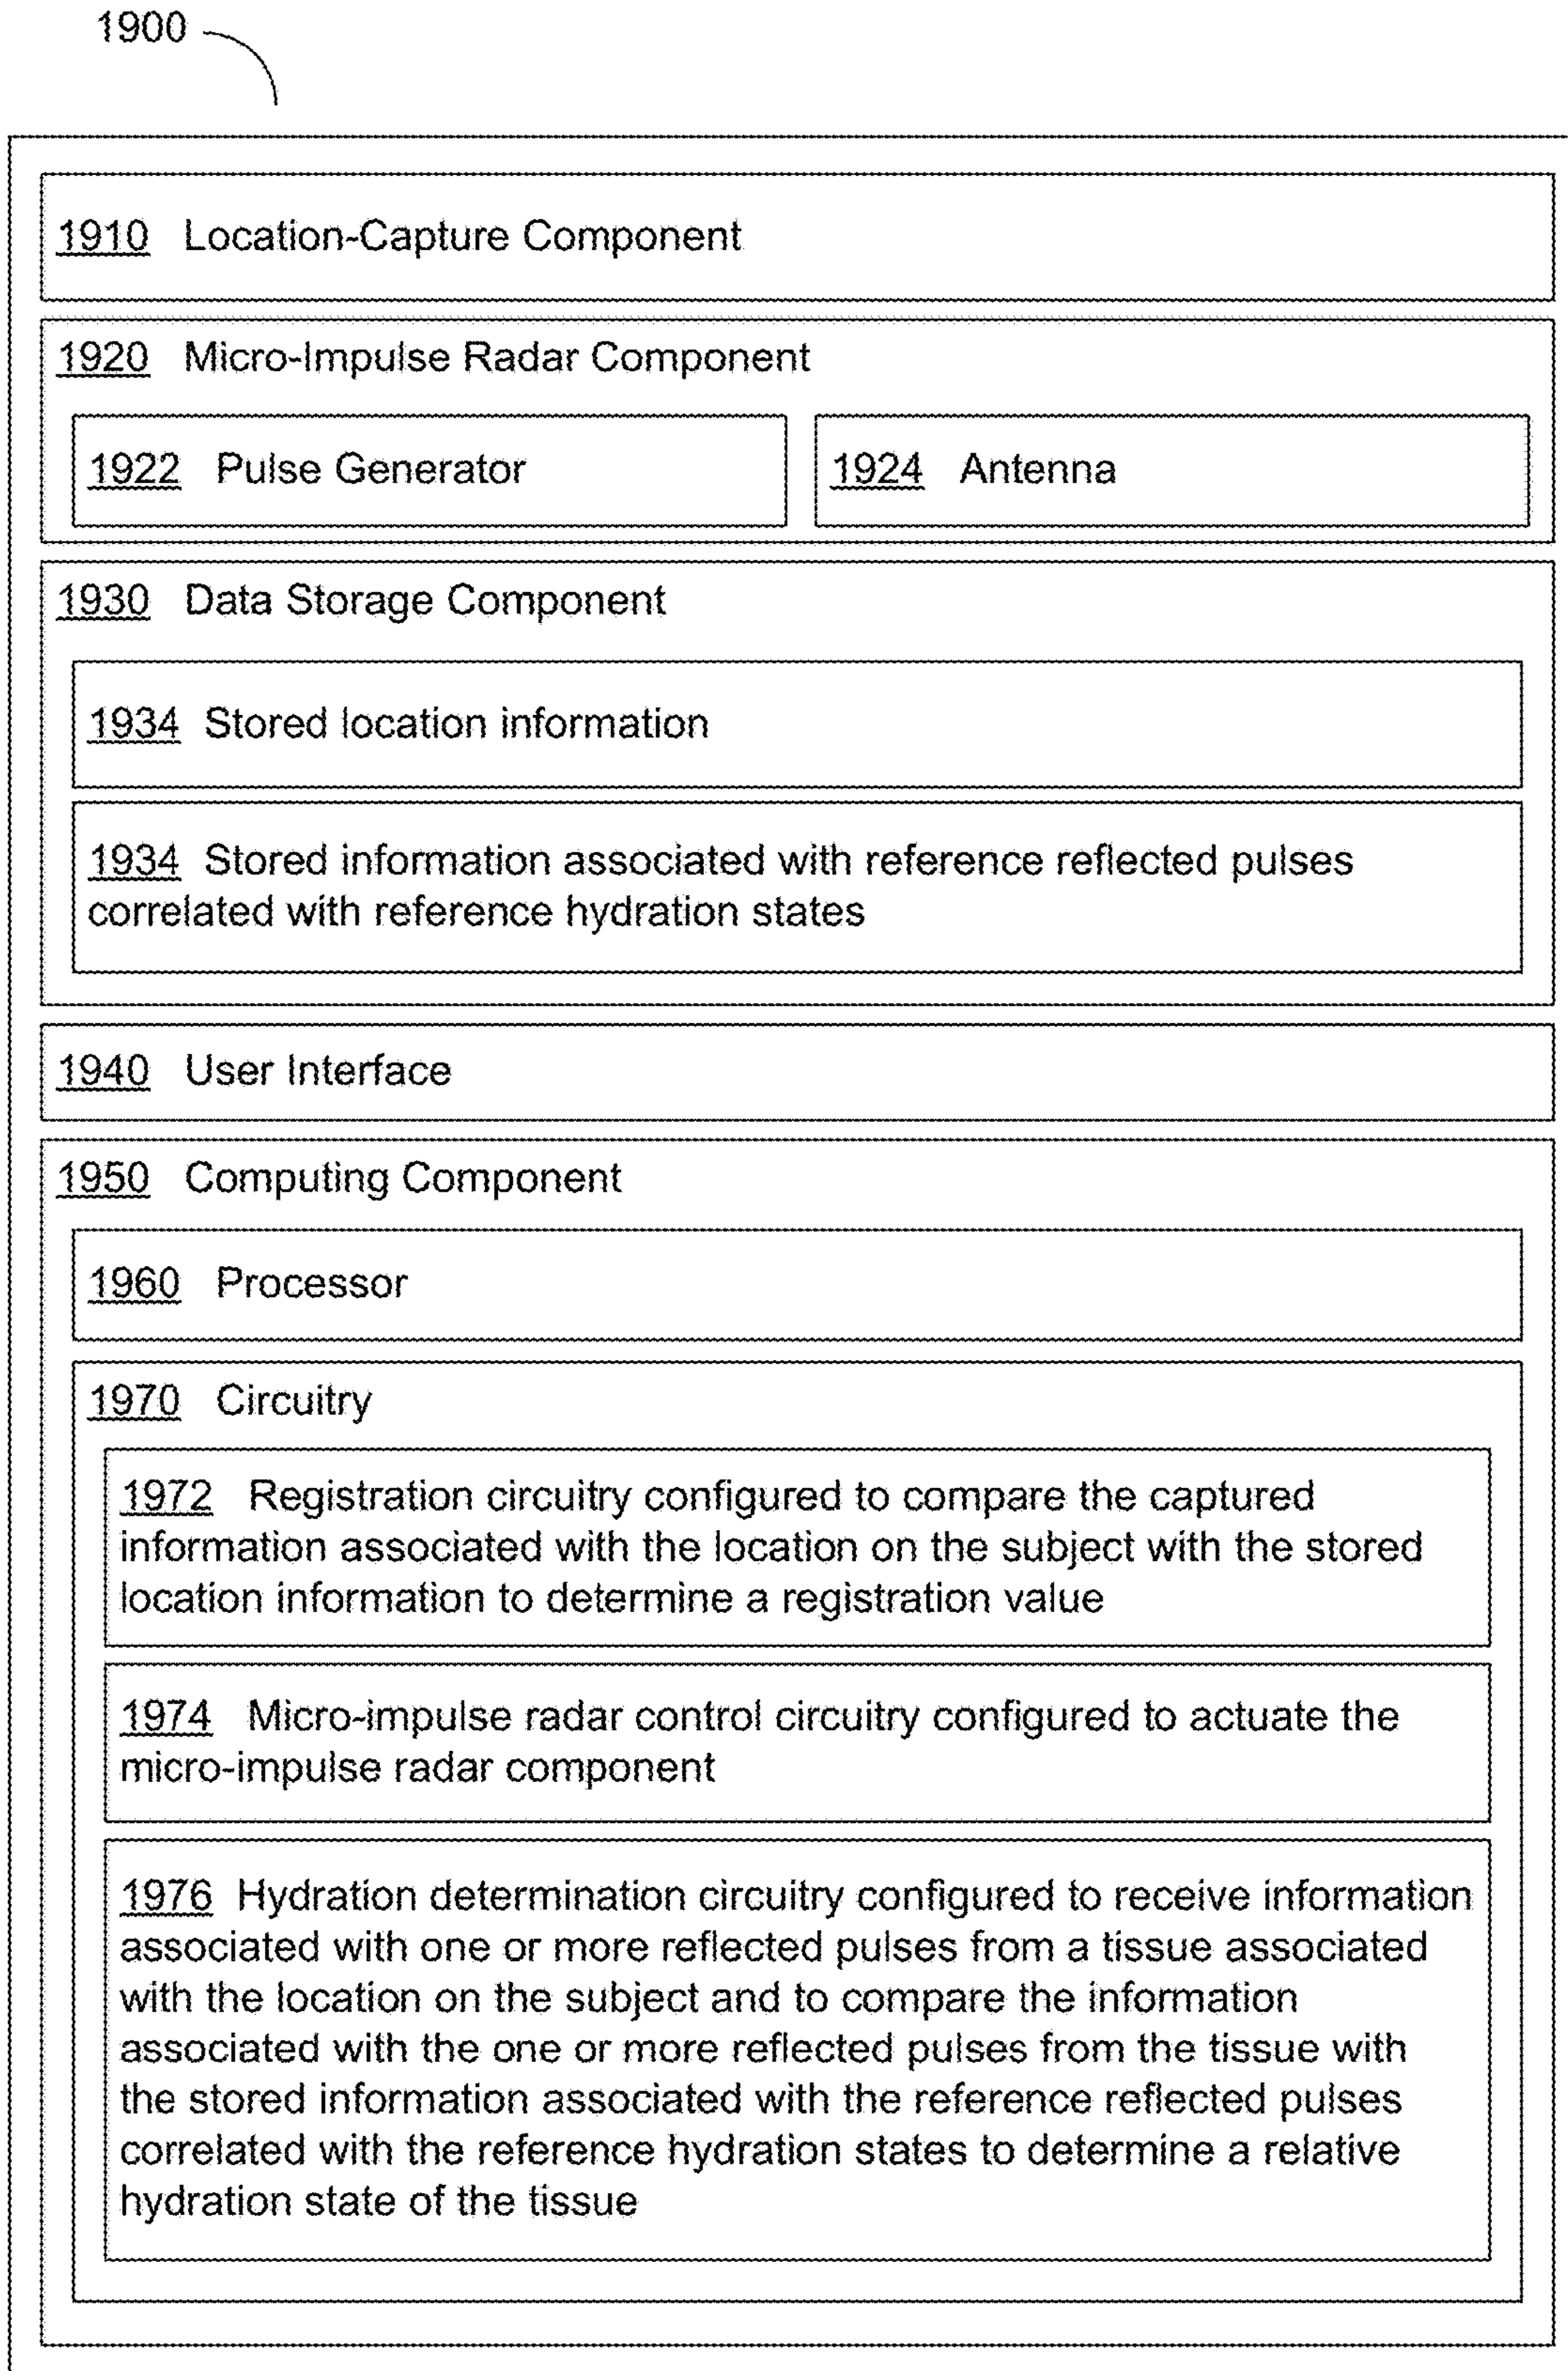 1900
1910 Location-Capture Component
1920 Micro-Impulse Radar Component
1922 Pulse Generator
1924 Antenna
1930 Data Storage Component
1934 Stored location information
1934 Stored information associated with reference reflected pulses
correlated with reference hydration states
1940 User Interface
1950 Computing Component
1960 Processor
1970 Circuitry
1972 Registration circuitry configured to compare the captured
information associated with the location on the subject with the stored
location information to determine a registration value
1974 Micro-impulse radar control circuitry configured to actuate the
micro-impulse radar component
1976 Hydration determination circuitry configured to receive information
associated with one or more reflected pulses from a tissue associated
with the location on the subject and to compare the information
associated with the one or more reflected pulses from the tissue with
the stored information associated with the reference reflected pulses
correlated with the reference hydration states to determine a relative
hydration state of the tissue